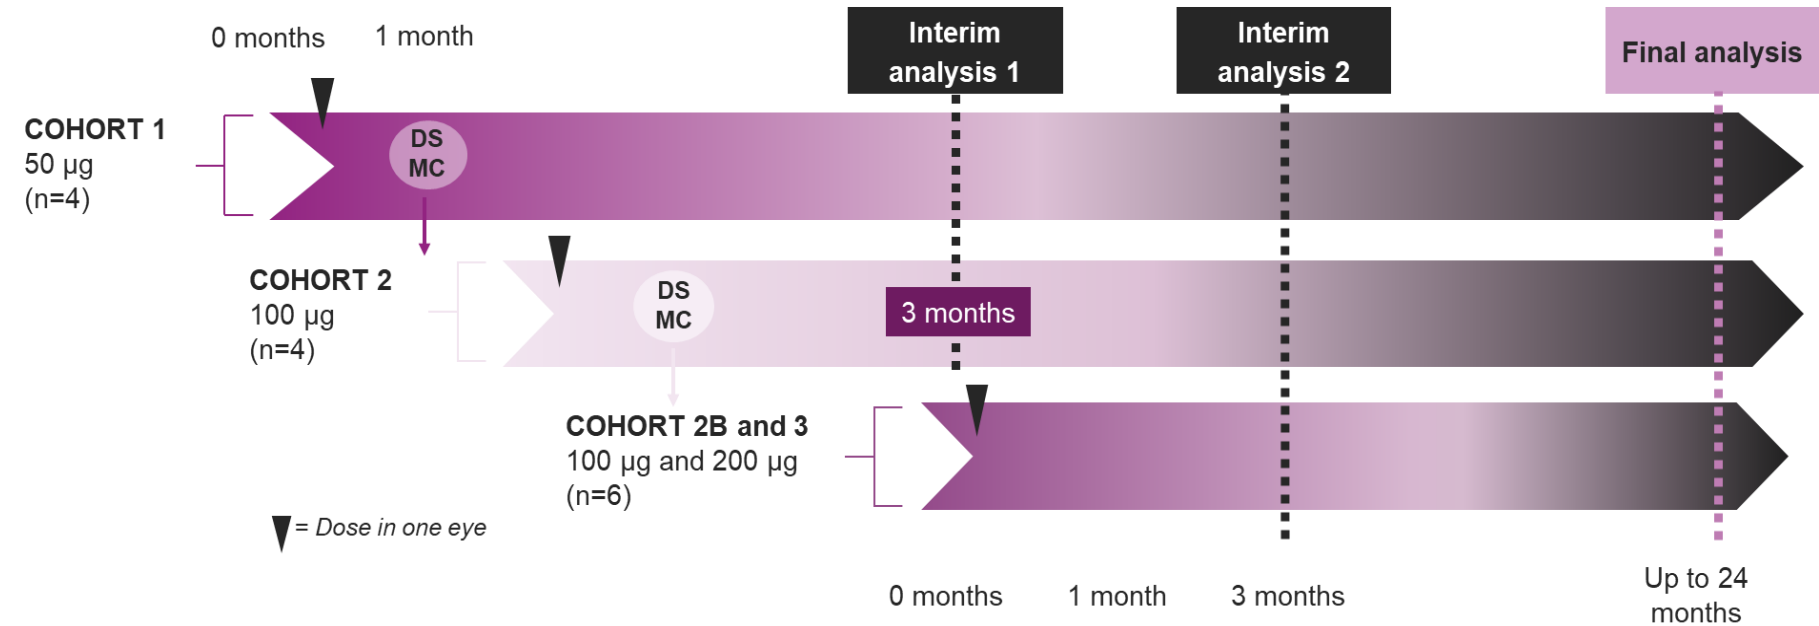 0 months
1 month
Interim
analysis 1
Interim
analysis 2
Final analysis
COHORT 1
50 µg
(n=4)
DS
MC
COHORT 2
100 µg
(n=4)
DS
MC
3 months
COHORT 2B and 3
100 µg and 200 µg
(n=6)
= Dose in one eye
0 months
1 month
3 months
Up to 24
months